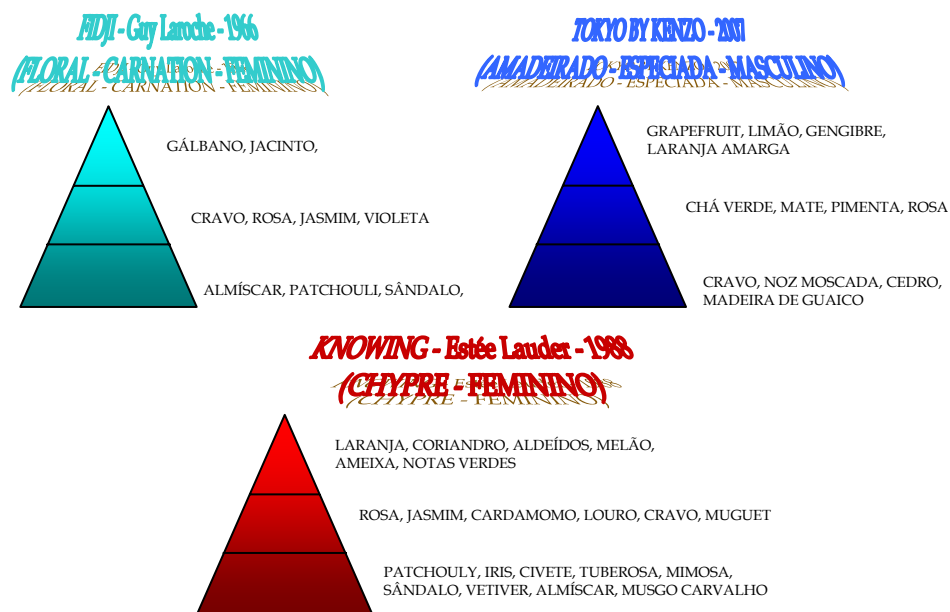 FIDJI - Guy Laroche - 1966
(FLORAL - CARNATION - FEMININO)
GÁLBANO, JACINTO,
CRAVO, ROSA, JASMIM, VIOLETA
ALMÍSCAR, PATCHOULI, SÂNDALO,
TOKYO BY KENZO - 2007
(AMADEIRADO - ESPECIADA - MASCULINO)
GRAPEFRUIT, LIMÃO, GENGIBRE,
LARANJA AMARGA
CHÁ VERDE, MATE, PIMENTA, ROSA
CRAVO, NOZ MOSCADA, CEDRO,
MADEIRA DE GUAICO
KNOWING - Estée Lauder - 1988
(CHYPRE - FEMININO)
LARANJA, CORIANDRO, ALDEÍDOS, MELÃO,
AMEIXA, NOTAS VERDES
ROSA, JASMIM, CARDAMOMO, LOURO, CRAVO, MUGUET
PATCHOULY, IRIS, CIVETE, TUBEROSA, MIMOSA,
SÂNDALO, VETIVER, ALMÍSCAR, MUSGO CARVALHO